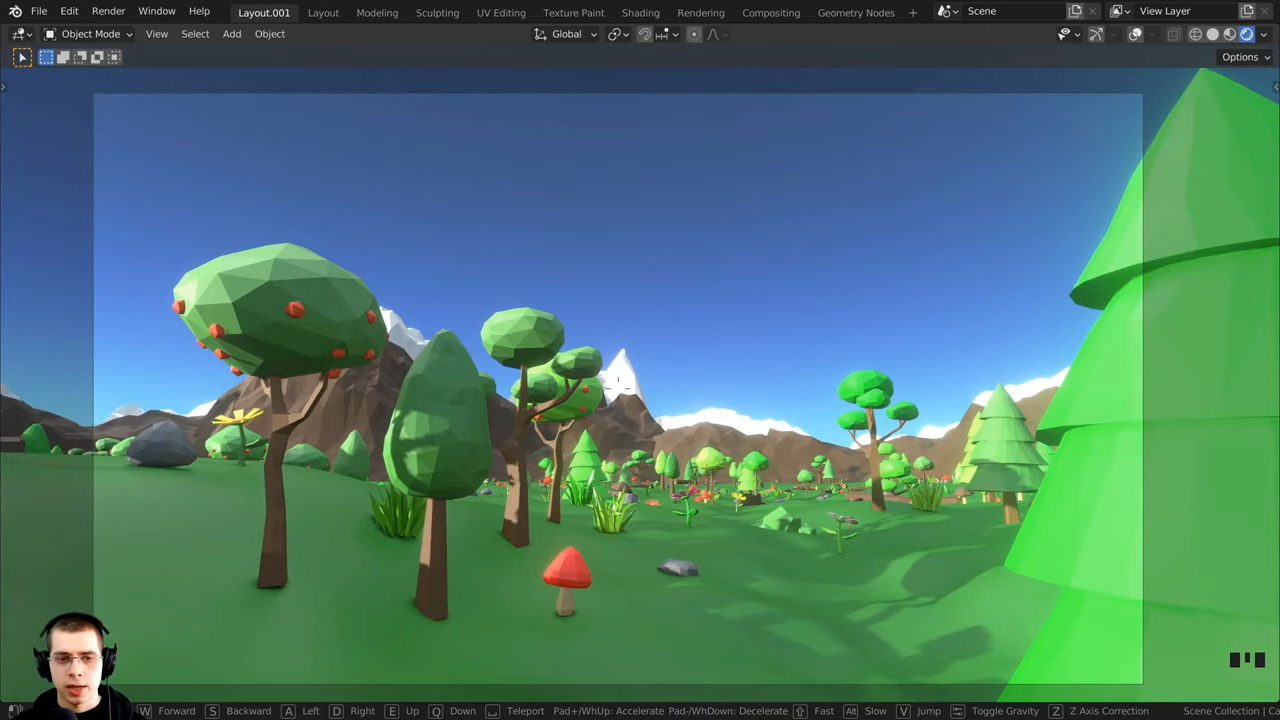 File Edit Render Window Help Layout.001 Layout Modeling Sculpting UV Editing Texture Paint Shading Rendering Compositing Geometry Nodes + Scene View Layer
Object Mode View Select Add Object Global
Options
W Forward S Backward A Left D Right E Up Q Down Teleport Pad+/WhUp: Accelerate Pad-/WhDown: Decelerate Fast Alt Slow V Jump Toggle Gravity Z Z Axis Correction Scene Collection | Ca